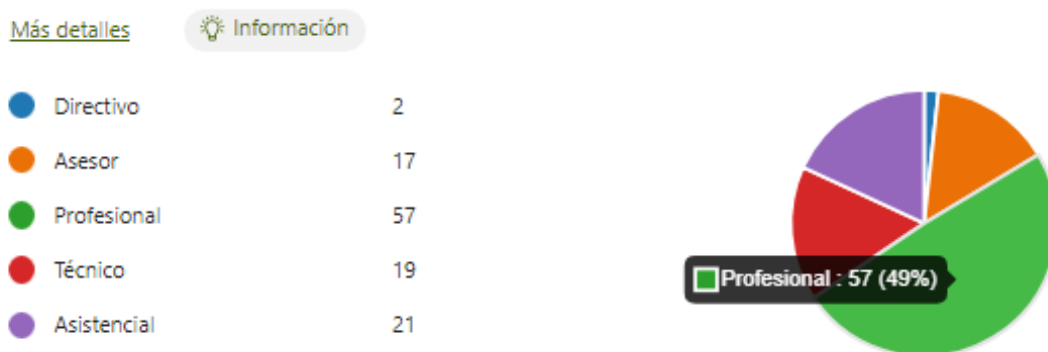 Más detalles
Información
Directivo 2
Asesor 17
Profesional 57
Técnico 19
Asistencial 21
Profesional : 57 (49%)